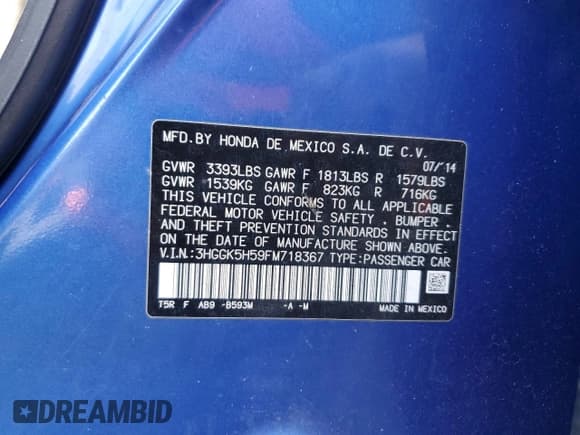 MFD. BY HONDA DE MEXICO S.A. DE C.V.
07/'14
GVWR 3393LBS GAWR F 1813LBS R 1579LBS
GVWR 1539KG GAWR F 823KG R 716KG
THIS VEHICLE CONFORMS TO ALL APPLICABLE
FEDERAL MOTOR VEHICLE SAFETY , BUMPER ,
AND THEFT PREVENTION STANDARDS IN EFFECT
ON THE DATE OF MANUFACTURE SHOWN ABOVE.
V.I.N.:3HGGK5H59FM718367 TYPE:PASSENGER CAR
T5R F AB9 -B593M -A -M MADE IN MEXICO
DREAMBID